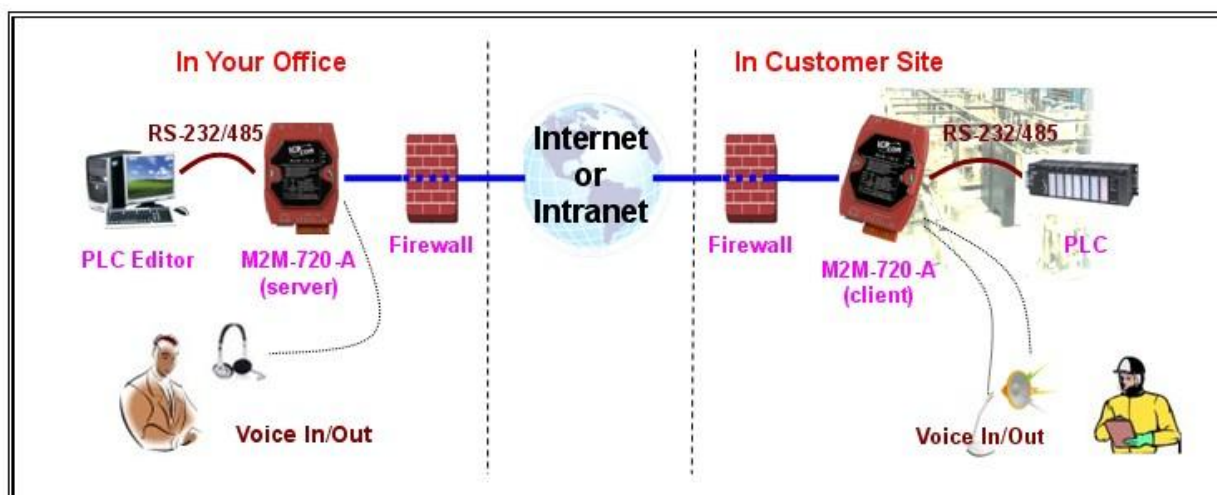 In Your Office
In Customer Site
RS-232/485
Internet
or
Intranet
RS-232/485
PLC Editor
M2M-720-A
(server)
Firewall
Firewall
M2M-720-A
(client)
PLC
Voice In/Out
Voice In/Out